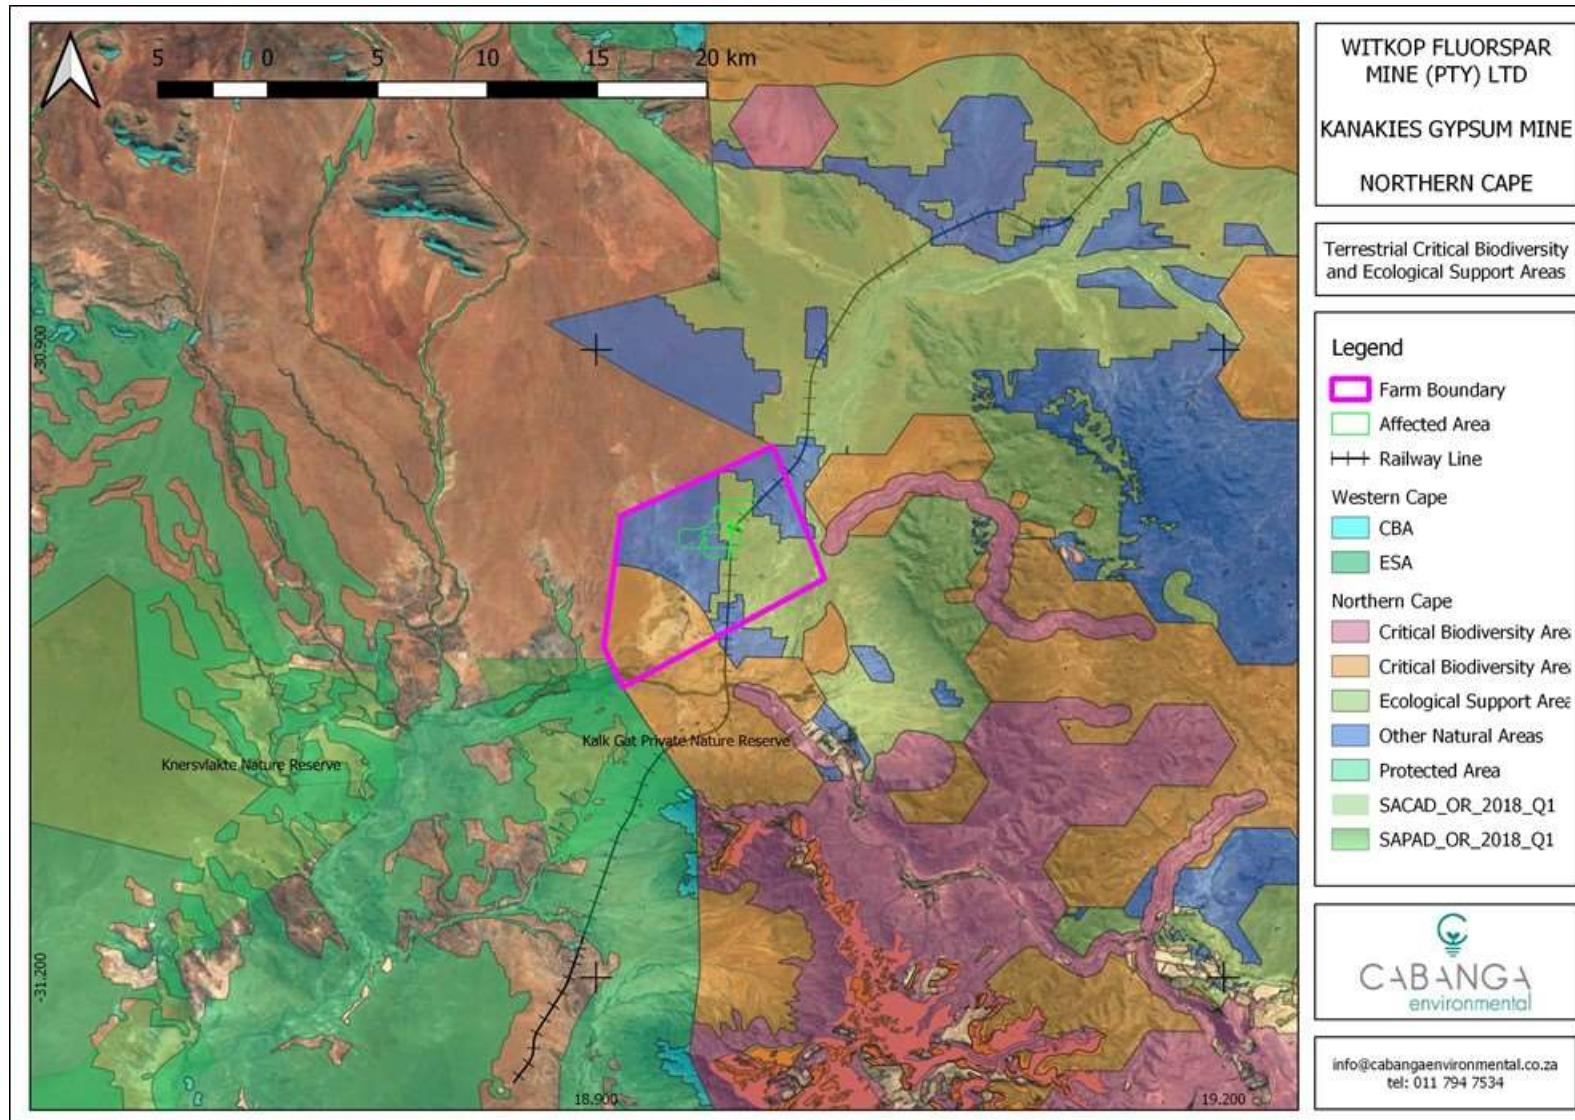 5 0 5 10 15 20 km
-30.900
Knersvlakte Nature Reserve
Kalk Gat Private Nature Reserve
-31.200
18.900
19.200
WITKOP FLUORSPAR
MINE (PTY) LTD
KANAKIES GYPSUM MINE
NORTHERN CAPE
Terrestrial Critical Biodiversity
and Ecological Support Areas
Legend
Farm Boundary
Affected Area
Railway Line
Western Cape
CBA
ESA
Northern Cape
Critical Biodiversity Area
Critical Biodiversity Area
Ecological Support Area
Other Natural Areas
Protected Area
SACAD_OR_2018_Q1
SAPAD_OR_2018_Q1
CABANGA
environmental
info@cabangaenvironmental.co.za
tel: 011 794 7534